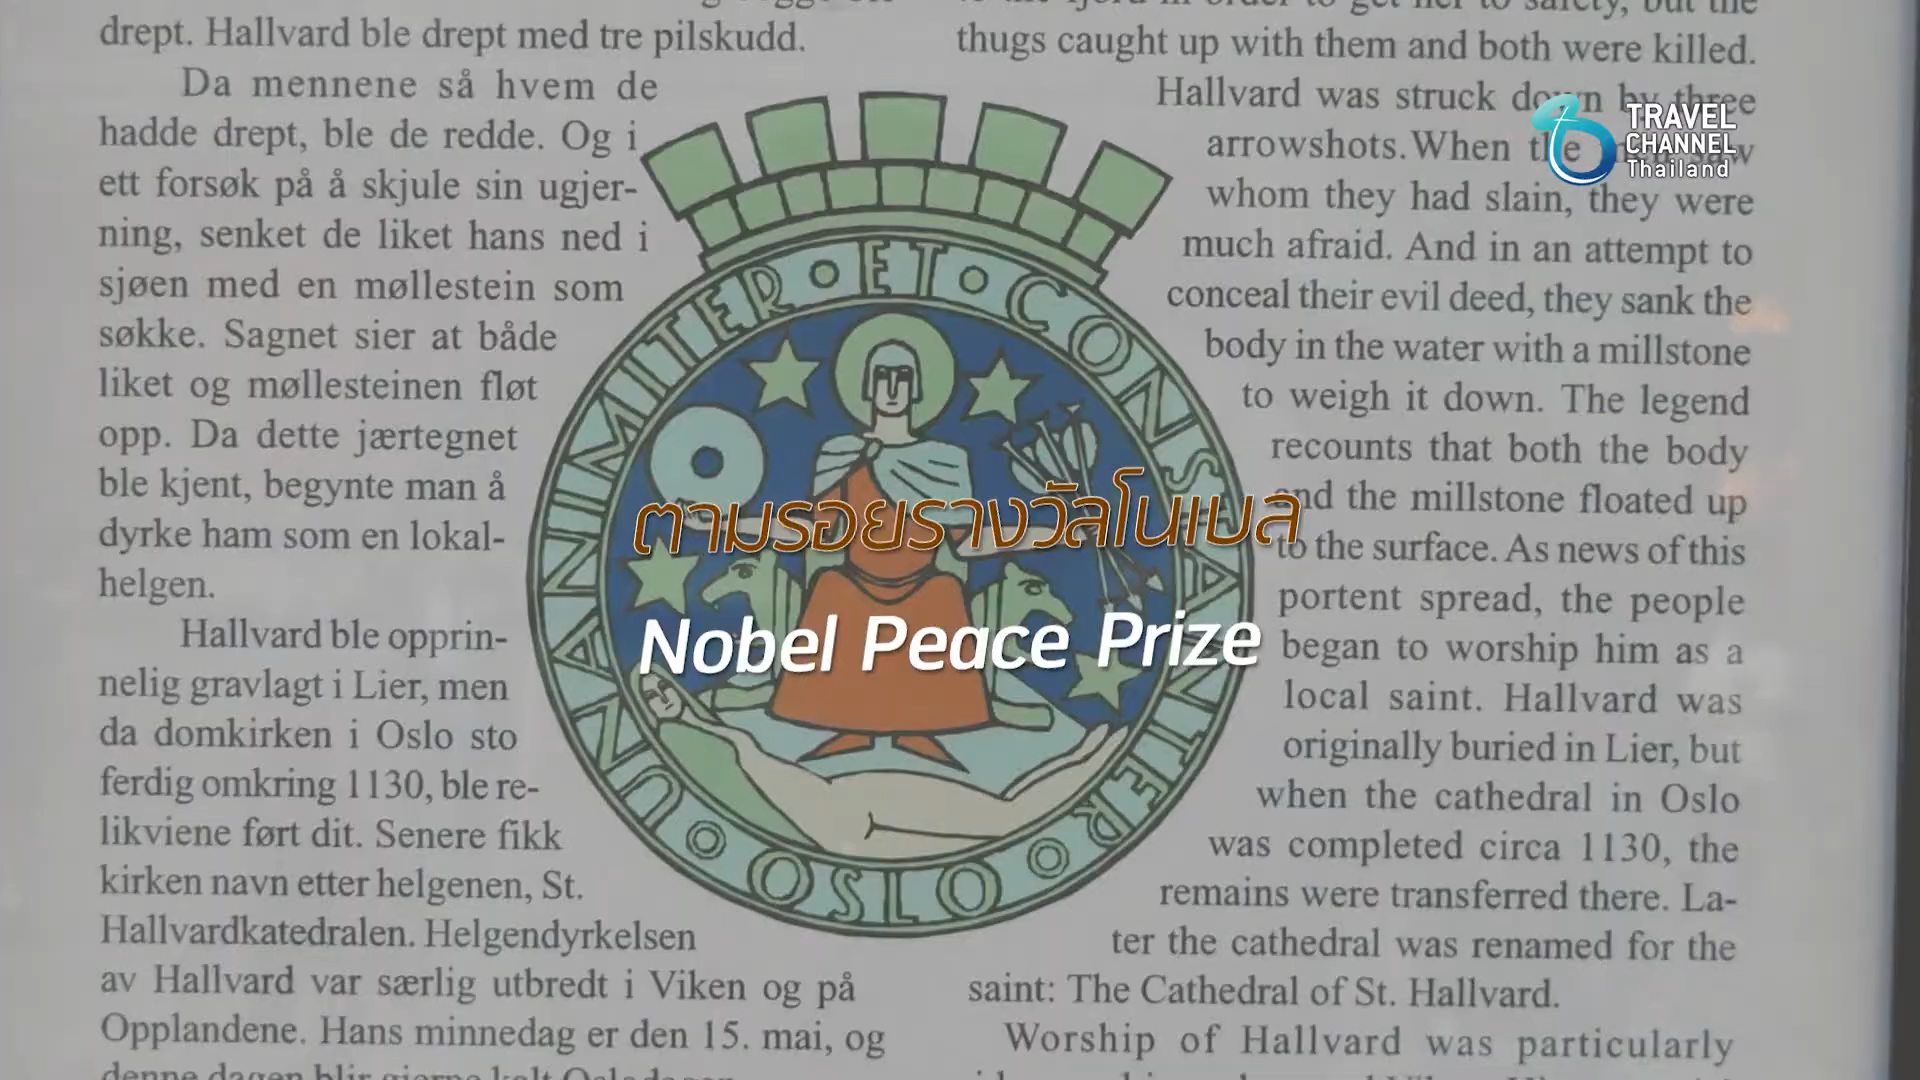 drept. Hallvard ble drept med tre pilskudd.
Da mennene så hvem de
hadde drept, ble de redde. Og i
ett forsøk på å skjule sin ugjer-
ning, senket de liket hans ned i
sjøen med en møllestein som
søkke. Sagnet sier at både
liket og møllesteinen fløt
opp. Da dette jærtegnet
ble kjent, begynte man å
dyrke ham som en lokal-
helgen.
Hallvard ble opprin-
nelig gravlagt i Lier, men
da domkirken i Oslo sto
ferdig omkring 1130, ble re-
likviene ført dit. Senere fikk
kirken navn etter helgenen, St.
Hallvardkatedralen. Helgendyrkelsen
av Hallvard var særlig utbredt i Viken og på
Opplandene. Hans minnedag er den 15. mai, og
UNANIMITER ET CONSTANTER
OSLO
ตามรอยรางวัลโนเบล
Nobel Peace Prize
to safety, but the
thugs caught up with them and both were killed.
Hallvard was struck down by three
arrowshots. When the saw
whom they had slain, they were
much afraid. And in an attempt to
conceal their evil deed, they sank the
body in the water with a millstone
to weigh it down. The legend
recounts that both the body
and the millstone floated up
to the surface. As news of this
portent spread, the people
began to worship him as a
local saint. Hallvard was
originally buried in Lier, but
when the cathedral in Oslo
was completed circa 1130, the
remains were transferred there. La-
ter the cathedral was renamed for the
saint: The Cathedral of St. Hallvard.
Worship of Hallvard was particularly
TRAVEL
CHANNEL
Thailand